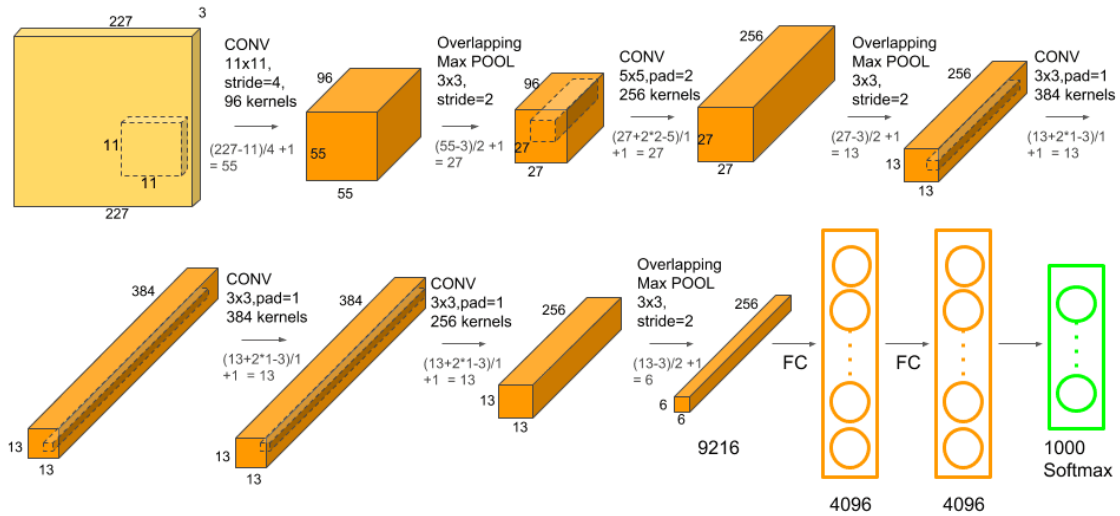 227
3
11
11
227
CONV
11x11,
stride=4,
96 kernels
(227-11)/4 +1
= 55
96
55
55
Overlapping
Max POOL
3x3,
stride=2
(55-3)/2 +1
= 27
96
27
27
CONV
5x5,pad=2
256 kernels
(27+2*2-5)/1
+1 = 27
256
27
27
Overlapping
Max POOL
3x3,
stride=2
(27-3)/2 +1
= 13
256
13
13
CONV
3x3,pad=1
384 kernels
(13+2*1-3)/1
+1 = 13
384
13
13
CONV
3x3,pad=1
384 kernels
(13+2*1-3)/1
+1 = 13
384
13
13
CONV
3x3,pad=1
256 kernels
(13+2*1-3)/1
+1 = 13
256
13
13
Overlapping
Max POOL
3x3,
stride=2
(13-3)/2 +1
= 6
256
6
6
9216
FC
4096
FC
4096
1000
Softmax